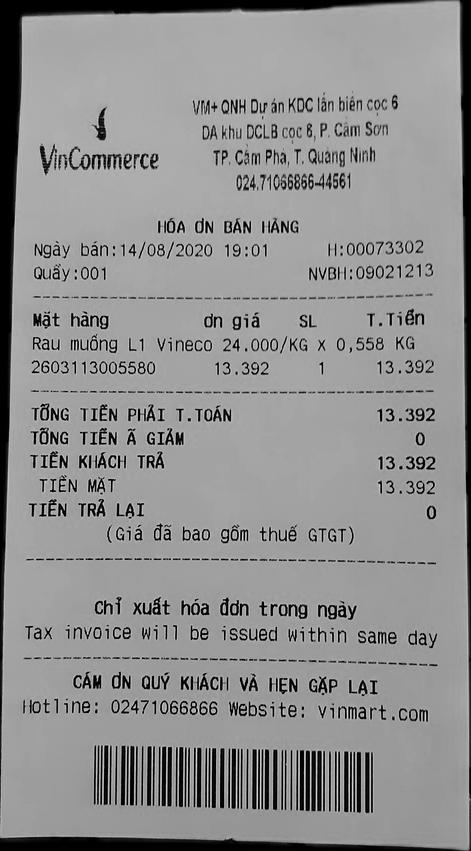 VinCommerce
VM+ QNH Dự án KDC lấn biển cọc 6
DA khu DCLB cọc 6, P. Cẩm Sơn
TP. Cẩm Phả, T. Quảng Ninh
024.71066866-44561
HÓA ƠN BÁN HÀNG
Ngày bán:14/08/2020 19:01 H:00073302
Quầy:001 NVBH:09021213
Mặt hàng ơn giá SL T.Tiền
Rau muống L1 Vineco 24.000/KG x 0,558 KG
2603113005580 13.392 1 13.392
TỔNG TIỀN PHẢI T.TOÁN 13.392
TỔNG TIỀN Ã GIẢM 0
TIỀN KHÁCH TRẢ 13.392
TIỀN MẶT 13.392
TIỀN TRẢ LẠI 0
(Giá đã bao gồm thuế GTGT)
Chỉ xuất hóa đơn trong ngày
Tax invoice will be issued within same day
CÁM ƠN QUÝ KHÁCH VÀ HẸN GẶP LẠI
Hotline: 02471066866 Website: vinmart.com